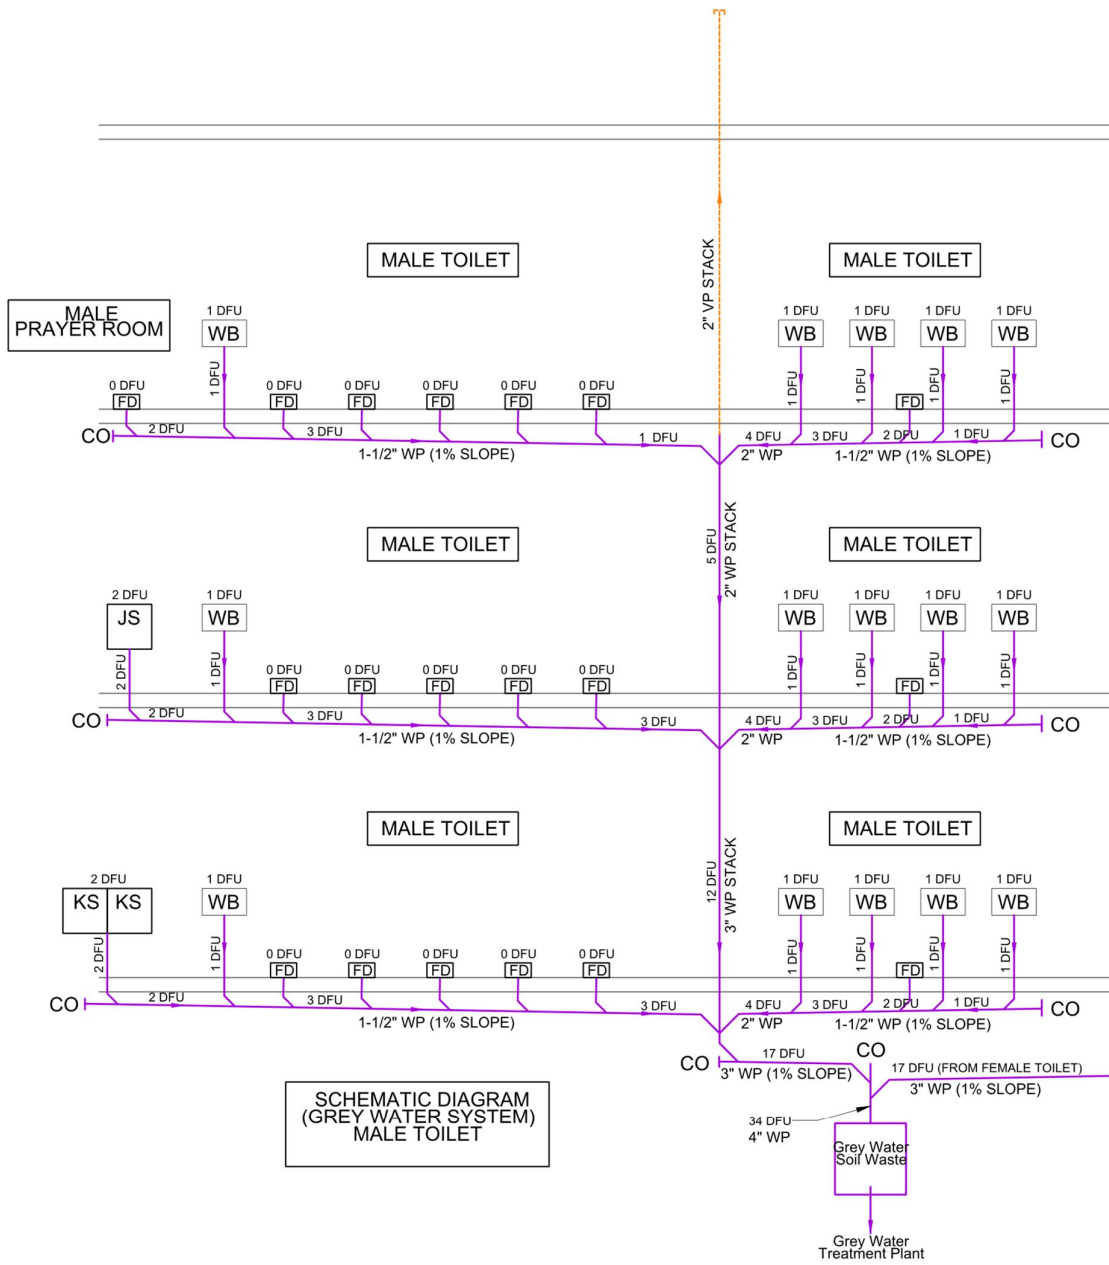 2" VP STACK
MALE TOILET
MALE TOILET
MALE
PRAYER ROOM
1 DFU
WB
1 DFU
1 DFU
WB
1 DFU
1 DFU
WB
1 DFU
1 DFU
WB
1 DFU
1 DFU
WB
1 DFU
0 DFU
FD
0 DFU
FD
0 DFU
FD
0 DFU
FD
0 DFU
FD
0 DFU
FD
FD
CO
2 DFU
3 DFU
1 DFU
4 DFU
3 DFU
2 DFU
1 DFU
CO
1-1/2" WP (1% SLOPE)
2" WP
1-1/2" WP (1% SLOPE)
5 DFU
2" WP STACK
MALE TOILET
MALE TOILET
2 DFU
JS
2 DFU
1 DFU
WB
1 DFU
1 DFU
WB
1 DFU
1 DFU
WB
1 DFU
1 DFU
WB
1 DFU
1 DFU
WB
1 DFU
0 DFU
FD
0 DFU
FD
0 DFU
FD
0 DFU
FD
0 DFU
FD
FD
CO
2 DFU
3 DFU
3 DFU
4 DFU
3 DFU
2 DFU
1 DFU
CO
1-1/2" WP (1% SLOPE)
2" WP
1-1/2" WP (1% SLOPE)
12 DFU
3" WP STACK
MALE TOILET
MALE TOILET
2 DFU
KS KS
2 DFU
1 DFU
WB
1 DFU
1 DFU
WB
1 DFU
1 DFU
WB
1 DFU
1 DFU
WB
1 DFU
1 DFU
WB
1 DFU
0 DFU
FD
0 DFU
FD
0 DFU
FD
0 DFU
FD
0 DFU
FD
FD
CO
2 DFU
3 DFU
3 DFU
4 DFU
3 DFU
2 DFU
1 DFU
CO
1-1/2" WP (1% SLOPE)
2" WP
1-1/2" WP (1% SLOPE)
CO
17 DFU
3" WP (1% SLOPE)
CO
17 DFU (FROM FEMALE TOILET)
3" WP (1% SLOPE)
34 DFU
4" WP
Grey Water
Soil Waste
Grey Water
Treatment Plant
SCHEMATIC DIAGRAM
(GREY WATER SYSTEM)
MALE TOILET